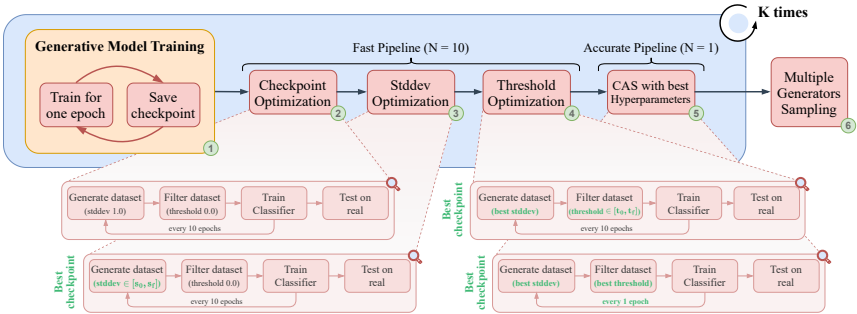 K times
Generative Model Training
Fast Pipeline (N = 10)
Accurate Pipeline (N = 1)
Train for
one epoch
Save
checkpoint
1
Checkpoint
Optimization
2
Stddev
Optimization
3
Threshold
Optimization
4
CAS with best
Hyperparameters
5
Multiple
Generators
Sampling
6
Generate dataset
(stddev 1.0)
Filter dataset
(threshold 0.0)
Train
Classifier
Test on
real
every 10 epochs
Best
checkpoint
Generate dataset
(best stddev)
Filter dataset
(threshold ∈ [t₀, t_f])
Train
Classifier
Test on
real
every 10 epochs
Best
checkpoint
Generate dataset
(stddev ∈ [s₀, s_f])
Filter dataset
(threshold 0.0)
Train
Classifier
Test on
real
every 10 epochs
Best
checkpoint
Generate dataset
(best stddev)
Filter dataset
(best threshold)
Train
Classifier
Test on
real
every 1 epoch